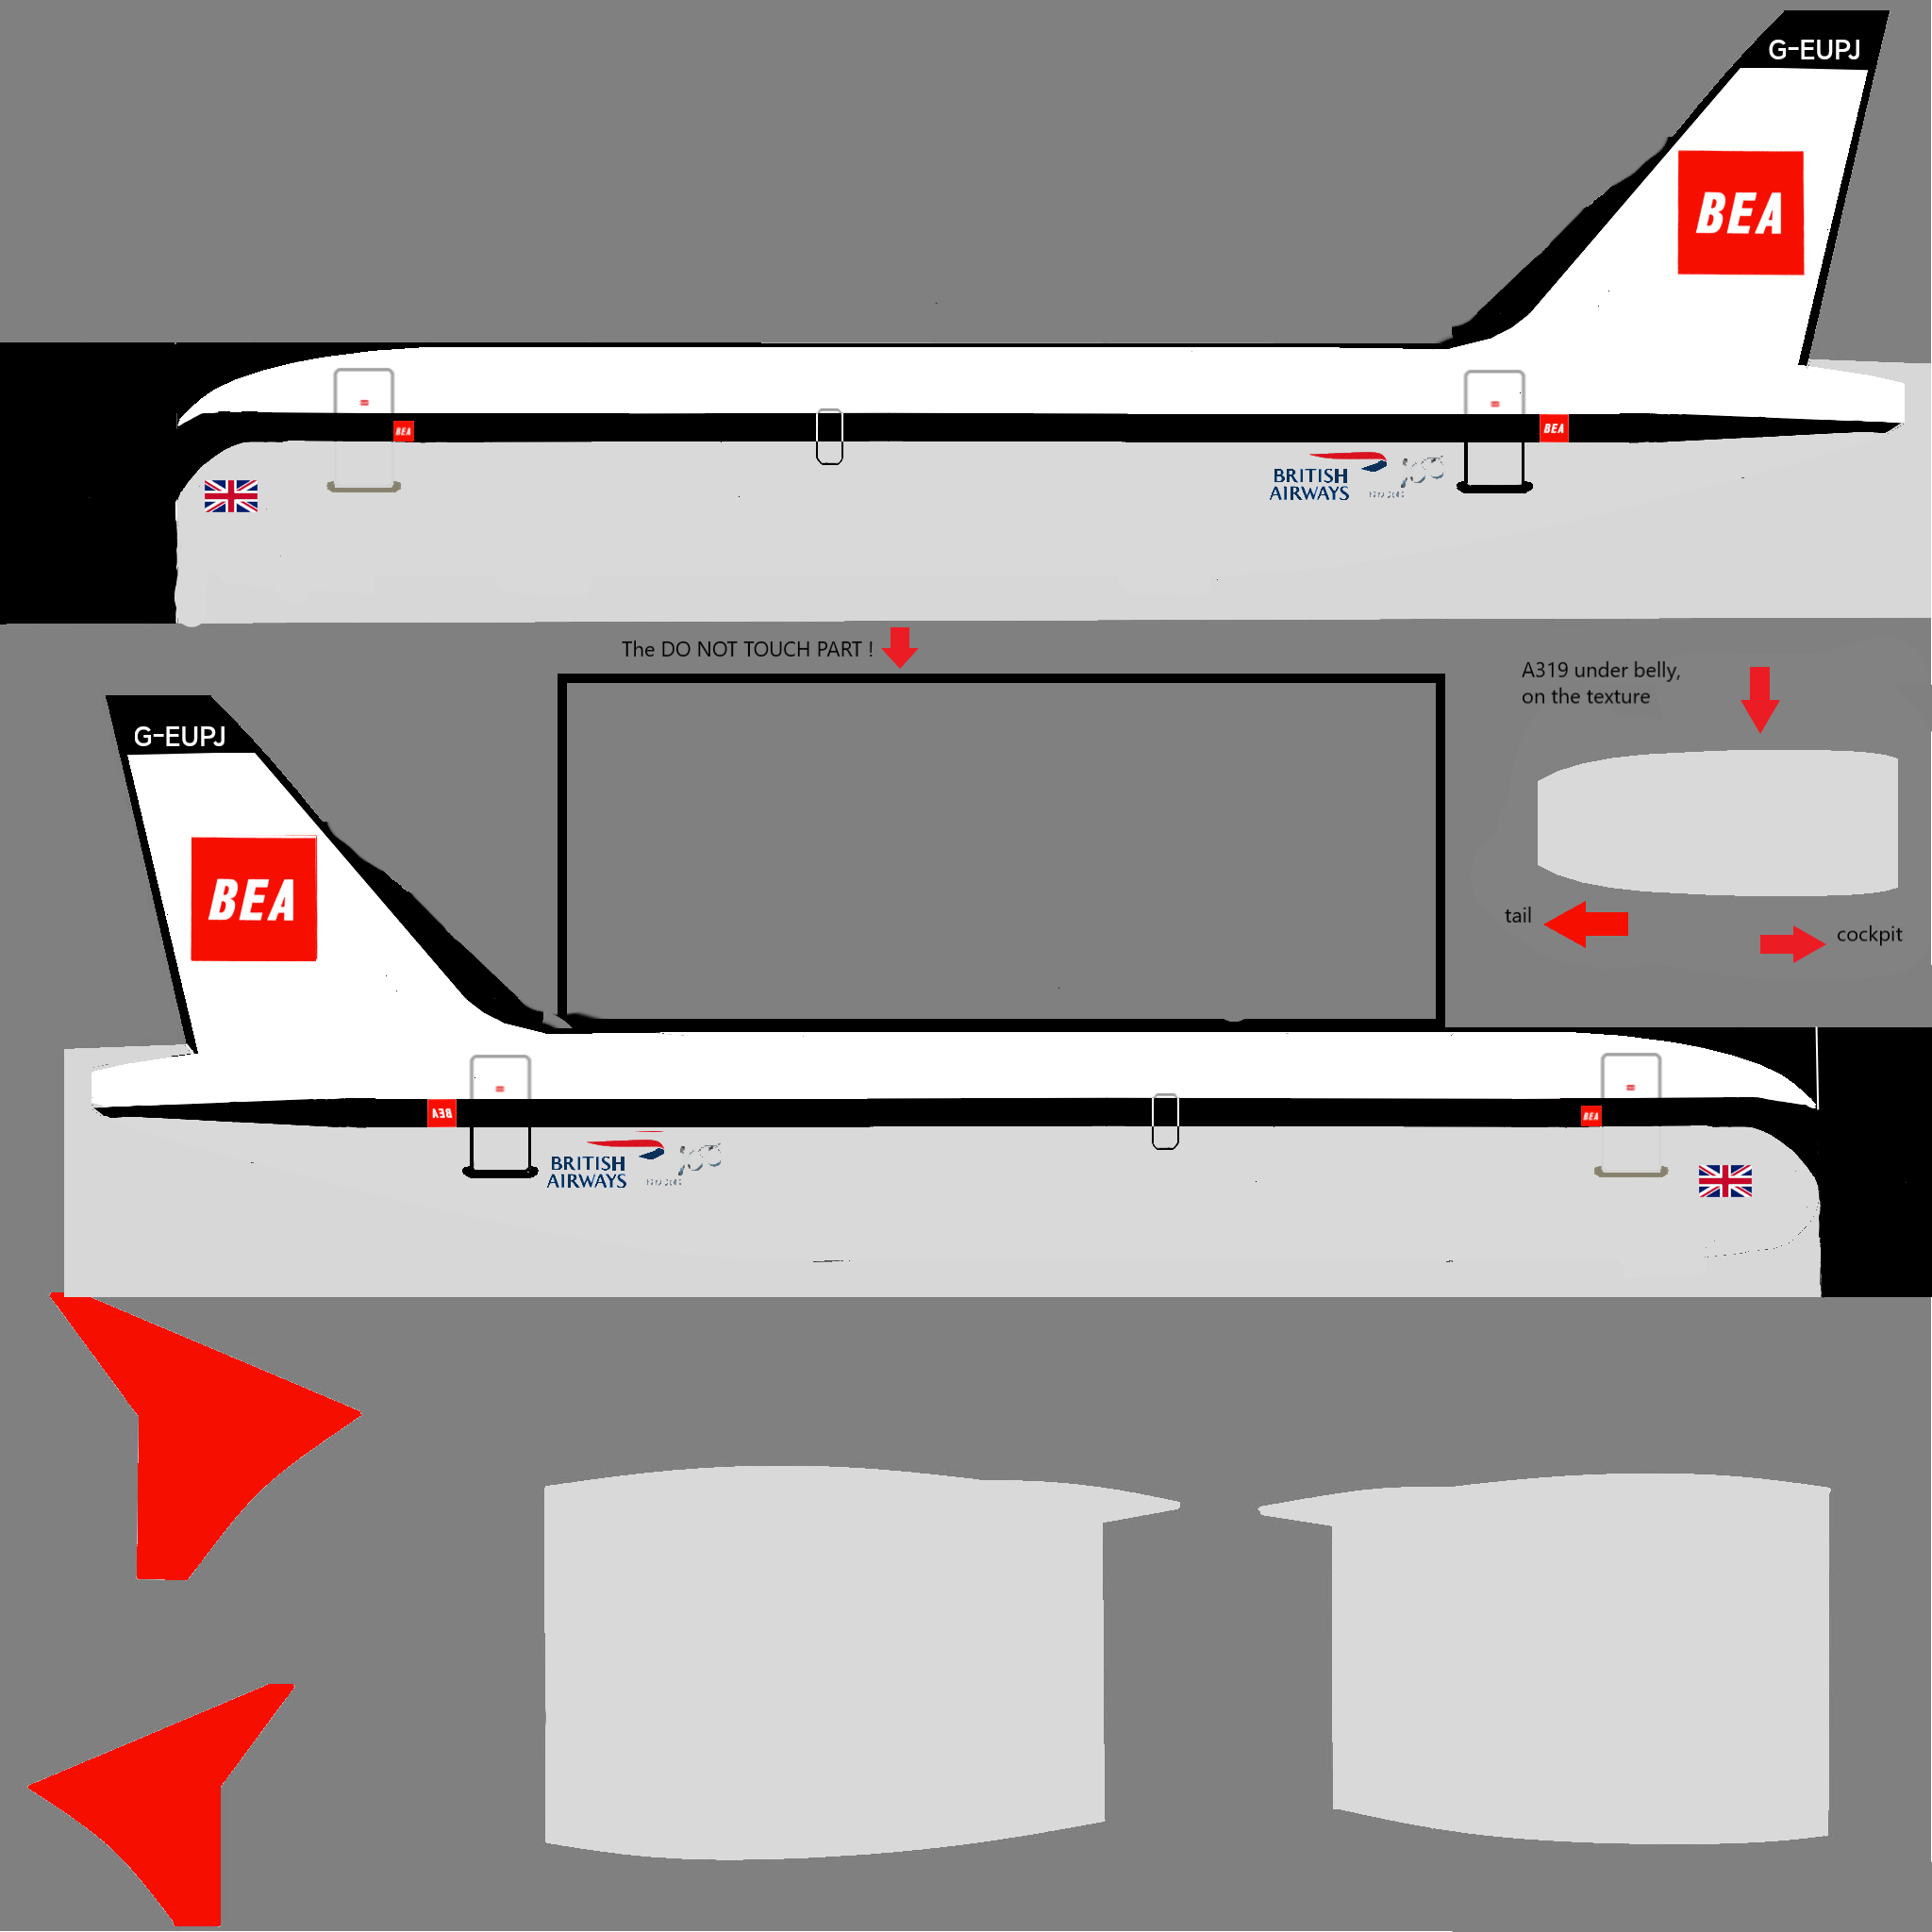 G-EUPJ
BEA
BEA
BEA
BRITISH
AIRWAYS
The DO NOT TOUCH PART !
A319 under belly,
on the texture
G-EUPJ
BEA
tail
cockpit
BEA
BEA
BRITISH
AIRWAYS